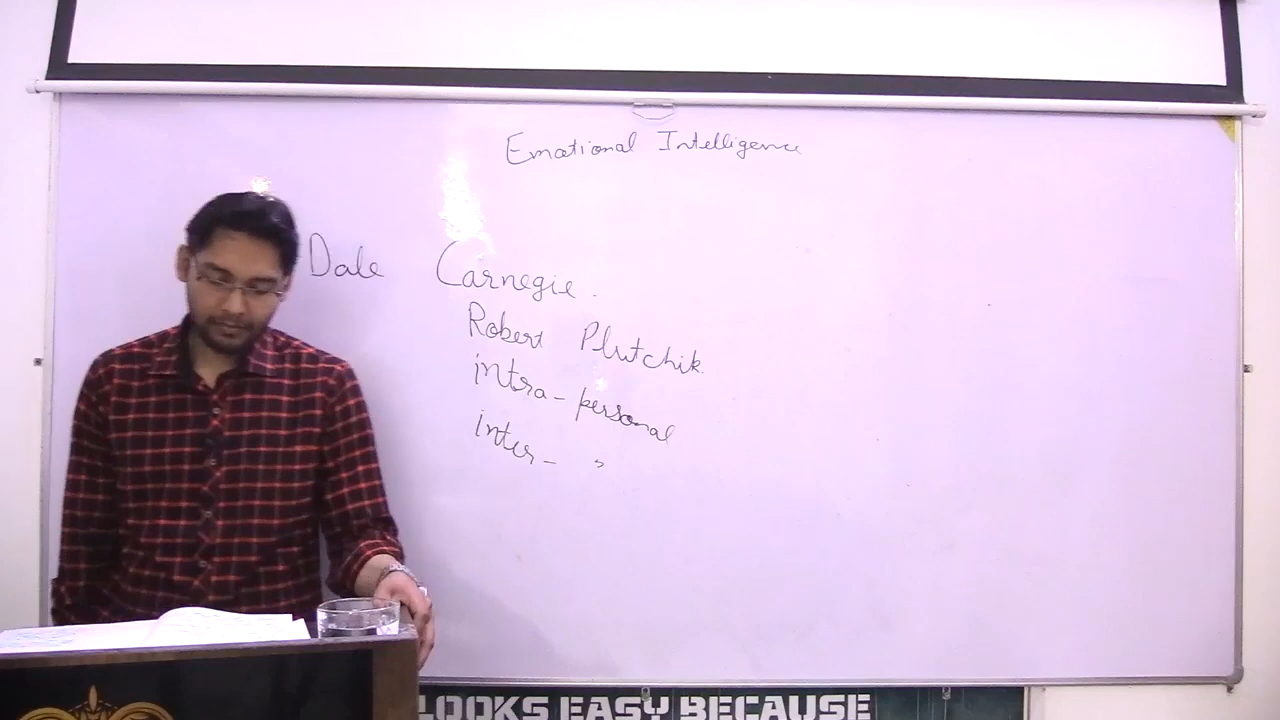 Emotional Intelligence
Dale Carnegie.
Robert Plutchik.
intra - personal
inter - "
LOOKS EASY BECAUSE